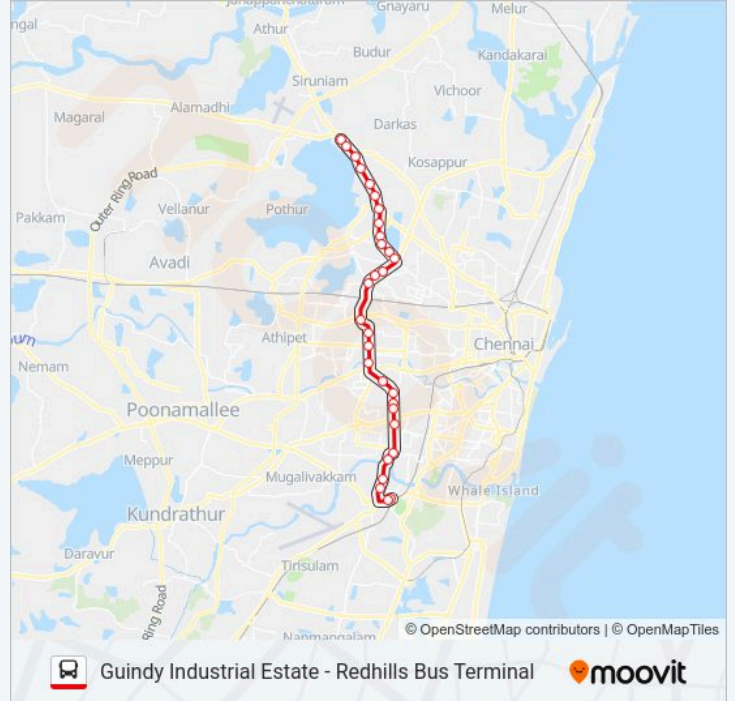 Gnayaru
Melur
Athur
Budur
Kandakarai
Siruniam
Vichoor
Alamadhi
Magaral
Darkas
Kosappur
Outer Ring Road
Vellanur
Pothur
Pakkam
Avadi
Athipet
Chennai
Nemam
Poonamallee
Meppur
Mugalivakkam
Whale Island
Kundrathur
Daravur
Tirisulam
Ring Road
Nanmangalam
© OpenStreetMap contributors | © OpenMapTiles
Guindy Industrial Estate - Redhills Bus Terminal
moovit